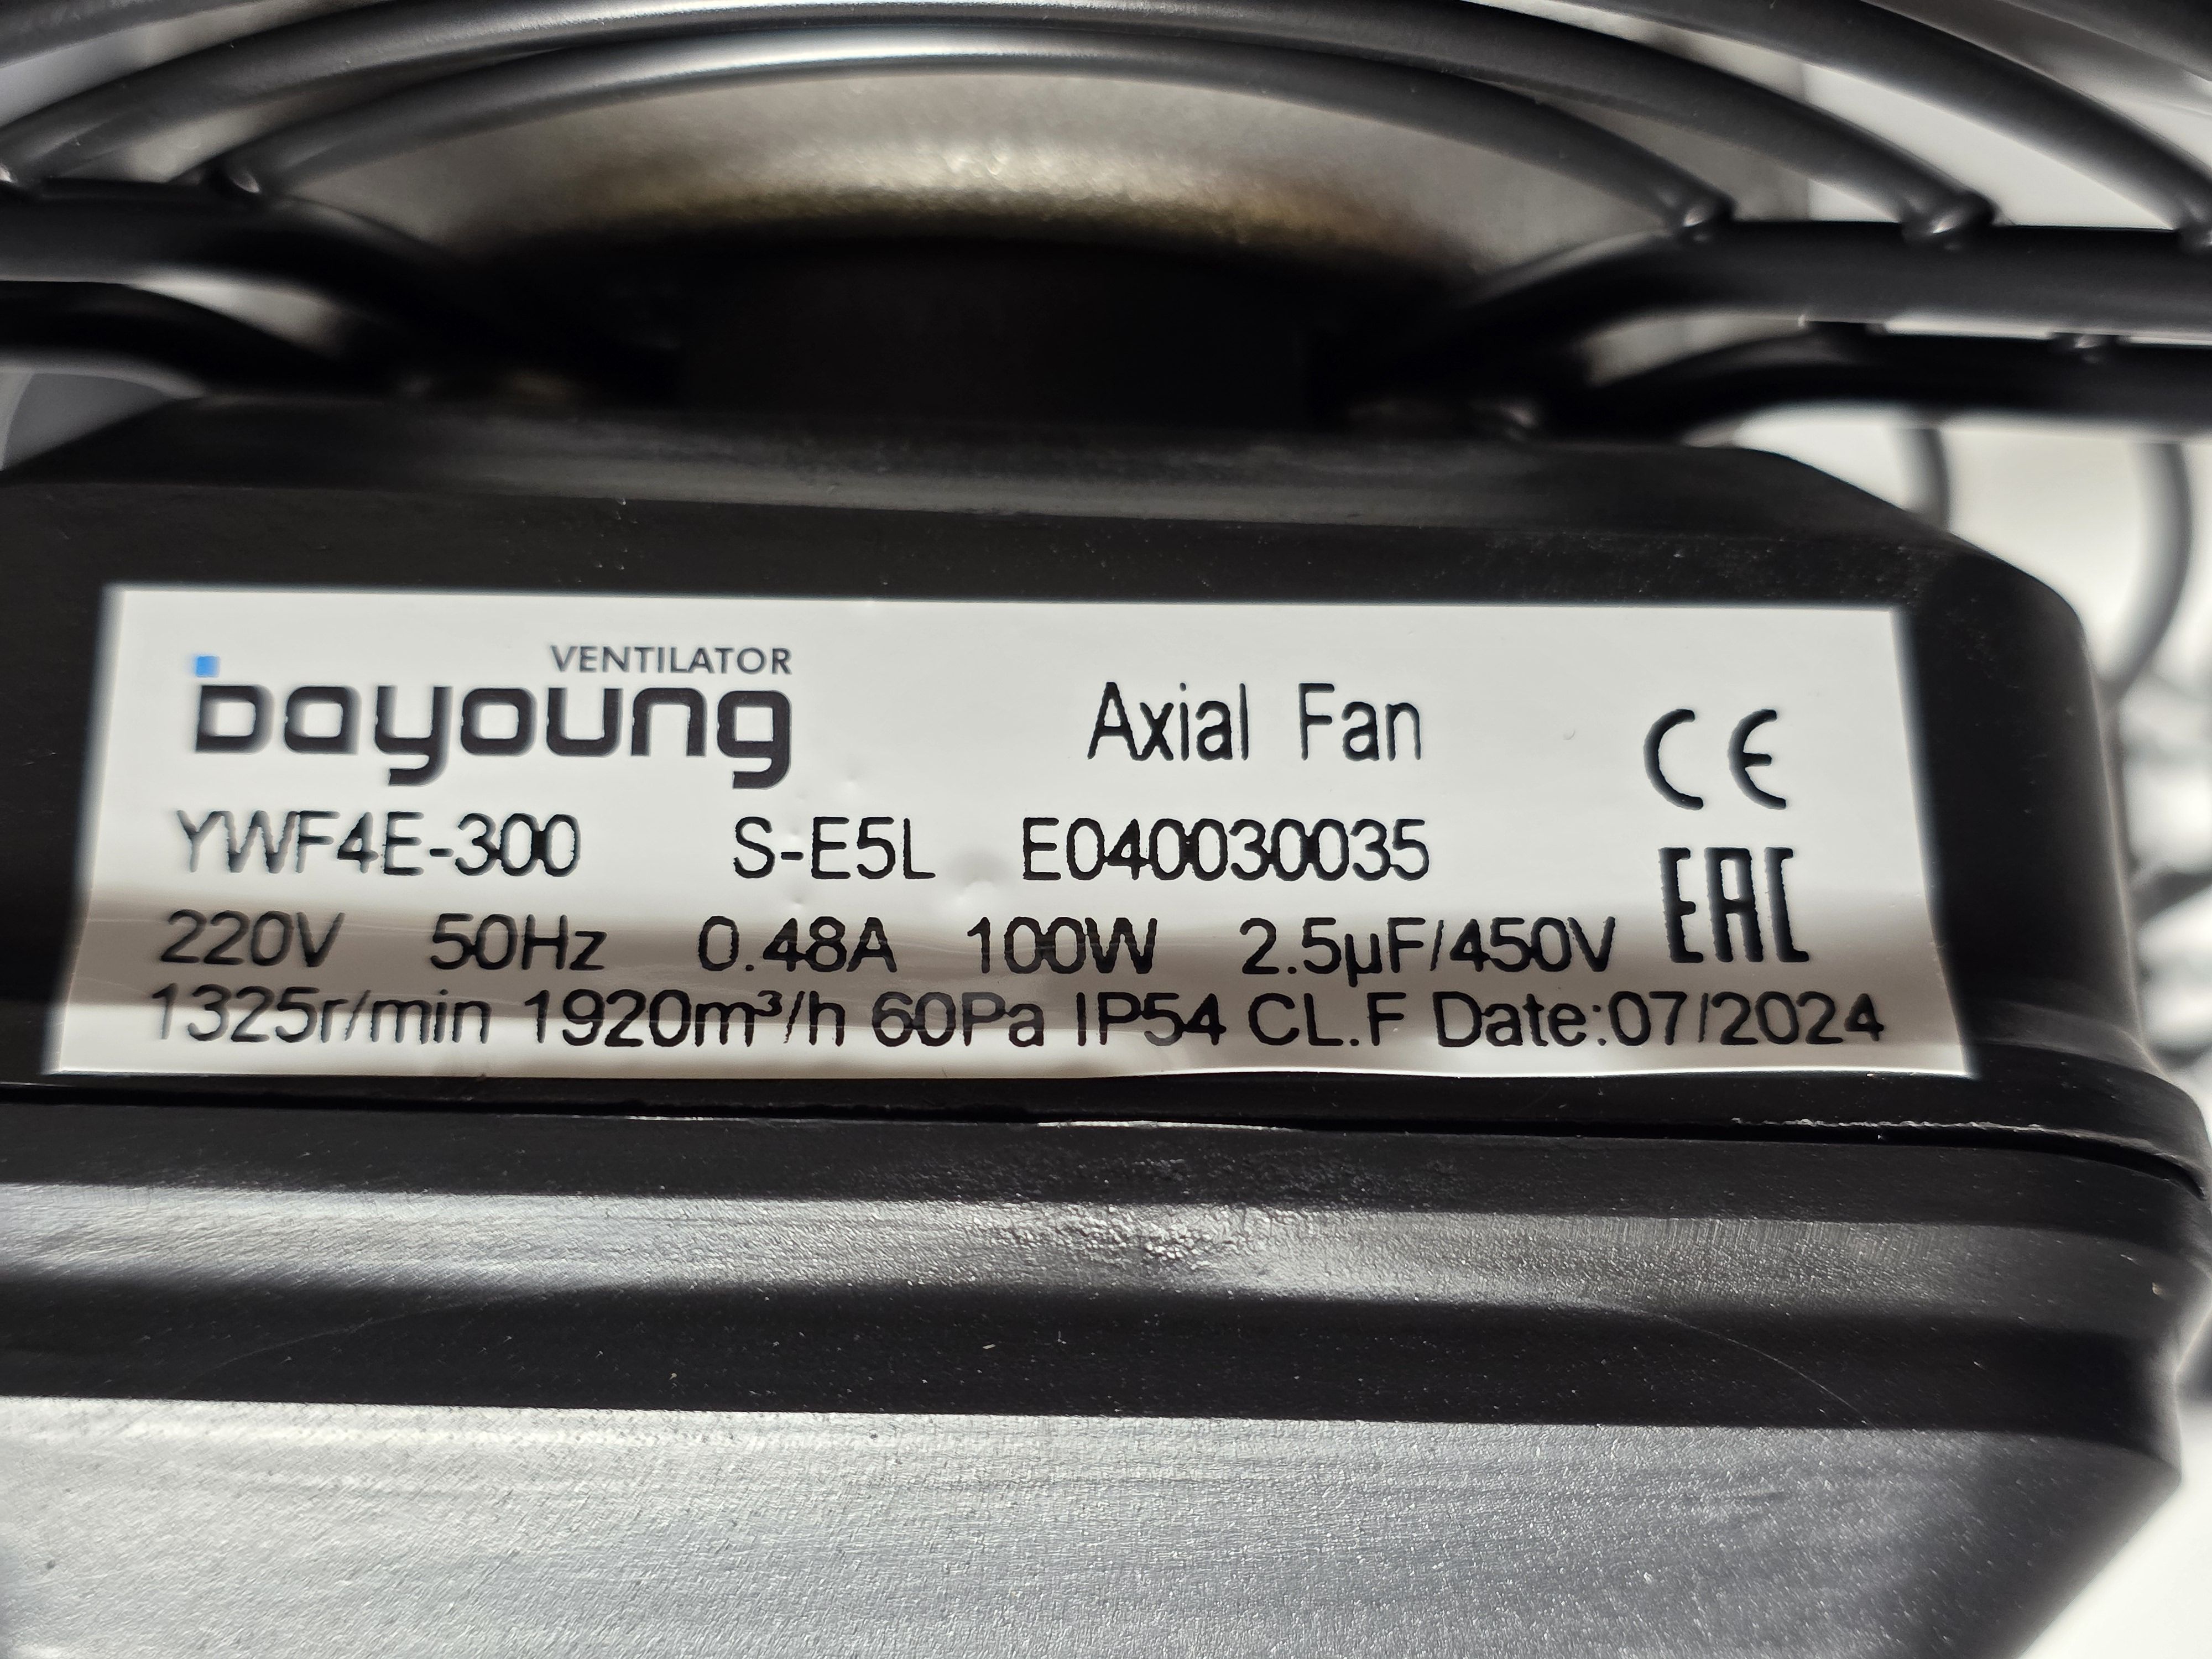 VENTILATOR
bayoung
Axial Fan
CE
YWF4E-300 S-E5L E040030035
EAC
220V 50Hz 0.48A 100W 2.5µF/450V
1325r/min 1920m³/h 60Pa IP54 CL.F Date:07/2024